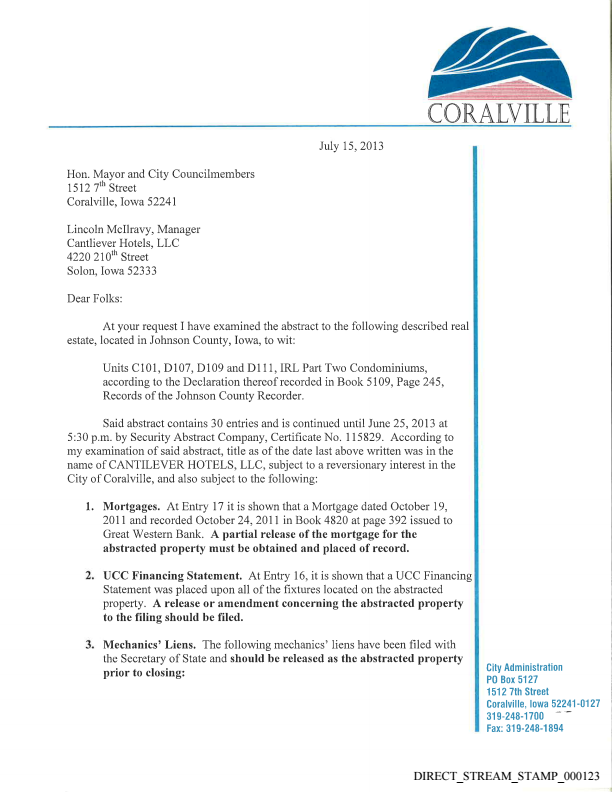 CORALVILLE
July 15, 2013
Hon. Mayor and City Councilmembers
1512 7th Street
Coralville, Iowa 52241
Lincoln McIlravy, Manager
Cantliever Hotels, LLC
4220 210th Street
Solon, Iowa 52333
Dear Folks:
At your request I have examined the abstract to the following described real
estate, located in Johnson County, Iowa, to wit:
Units C101, D107, D109 and D111, IRL Part Two Condominiums,
according to the Declaration thereof recorded in Book 5109, Page 245,
Records of the Johnson County Recorder.
Said abstract contains 30 entries and is continued until June 25, 2013 at
5:30 p.m. by Security Abstract Company, Certificate No. 115829. According to
my examination of said abstract, title as of the date last above written was in the
name of CANTILEVER HOTELS, LLC, subject to a reversionary interest in the
City of Coralville, and also subject to the following:
1. Mortgages. At Entry 17 it is shown that a Mortgage dated October 19,
2011 and recorded October 24, 2011 in Book 4820 at page 392 issued to
Great Western Bank. A partial release of the mortgage for the
abstracted property must be obtained and placed of record.
2. UCC Financing Statement. At Entry 16, it is shown that a UCC Financing
Statement was placed upon all of the fixtures located on the abstracted
property. A release or amendment concerning the abstracted property
to the filing should be filed.
3. Mechanics' Liens. The following mechanics' liens have been filed with
the Secretary of State and should be released as the abstracted property
prior to closing:
City Administration
PO Box 5127
1512 7th Street
Coralville, Iowa 52241-0127
319-248-1700
Fax: 319-248-1894
DIRECT_STREAM_STAMP_000123